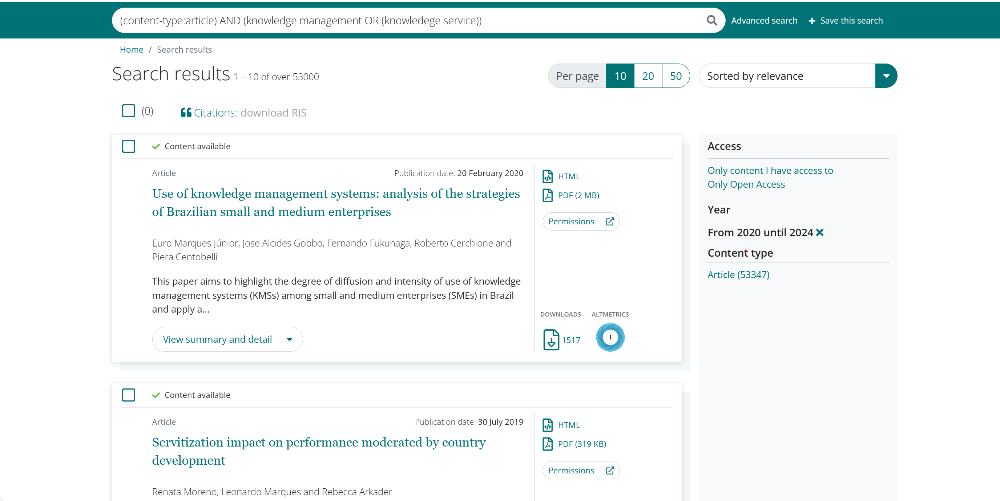 (content-type:article) AND (knowledge management OR (knowledege service))
Advanced search
+ Save this search
Home / Search results
Search results 1 – 10 of over 53000
Per page 10 20 50
Sorted by relevance
(0)
Citations: download RIS
Content available
Article
Publication date: 20 February 2020
Use of knowledge management systems: analysis of the strategies
of Brazilian small and medium enterprises
Euro Marques Júnior, Jose Alcides Gobbo, Fernando Fukunaga, Roberto Cerchione and
Piera Centobelli
This paper aims to highlight the degree of diffusion and intensity of use of knowledge
management systems (KMSs) among small and medium enterprises (SMEs) in Brazil
and apply a...
View summary and detail
HTML
PDF (2 MB)
Permissions
DOWNLOADS
ALTMETRICS
1517
1
Content available
Article
Publication date: 30 July 2019
Servitization impact on performance moderated by country
development
Renata Moreno, Leonardo Marques and Rebecca Arkader
HTML
PDF (319 KB)
Permissions
Access
Only content I have access to
Only Open Access
Year
From 2020 until 2024
Content type
Article (53347)